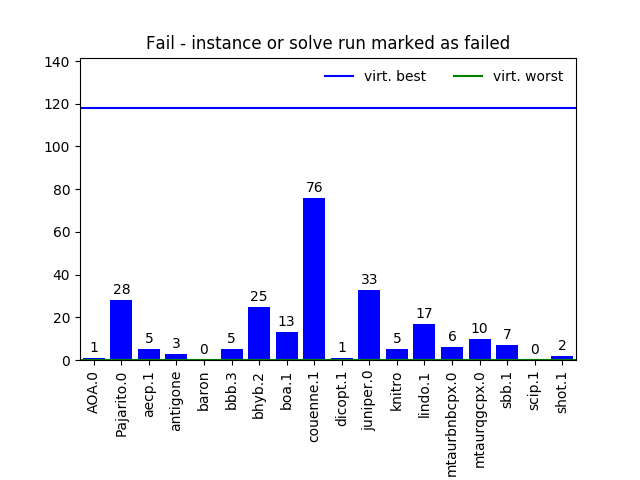 Fail - instance or solve run marked as failed
virt. best
virt. worst
140
120
100
80
60
40
20
0
1
28
5
3
0
5
25
13
76
1
33
5
17
6
10
7
0
2
AOA.0
Pajarito.0
aecp.1
antigone
baron
bbb.3
bhyb.2
boa.1
couenne.1
dicopt.1
juniper.0
knitro
lindo.1
mtaurbnbcpx.0
mtaurqgcpx.0
sbb.1
scip.1
shot.1